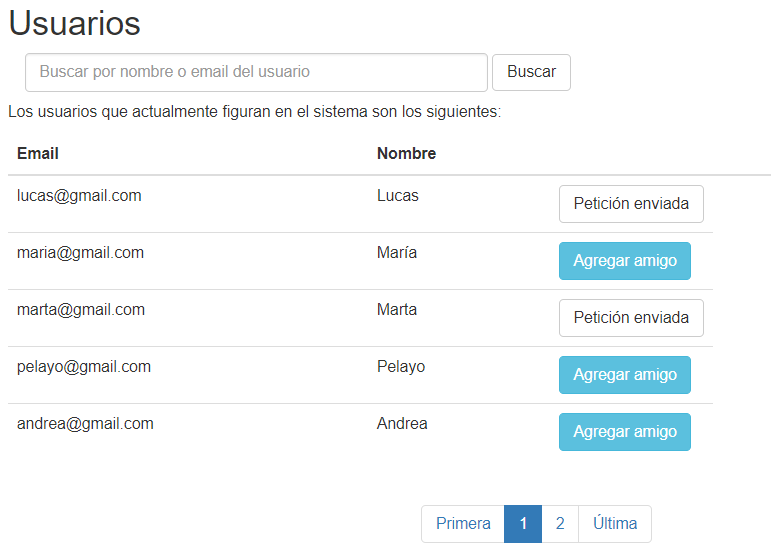 Usuarios
Buscar por nombre o email del usuario Buscar
Los usuarios que actualmente figuran en el sistema son los siguientes:
Email Nombre
lucas@gmail.com Lucas Petición enviada
maria@gmail.com María Agregar amigo
marta@gmail.com Marta Petición enviada
pelayo@gmail.com Pelayo Agregar amigo
andrea@gmail.com Andrea Agregar amigo
Primera 1 2 Última